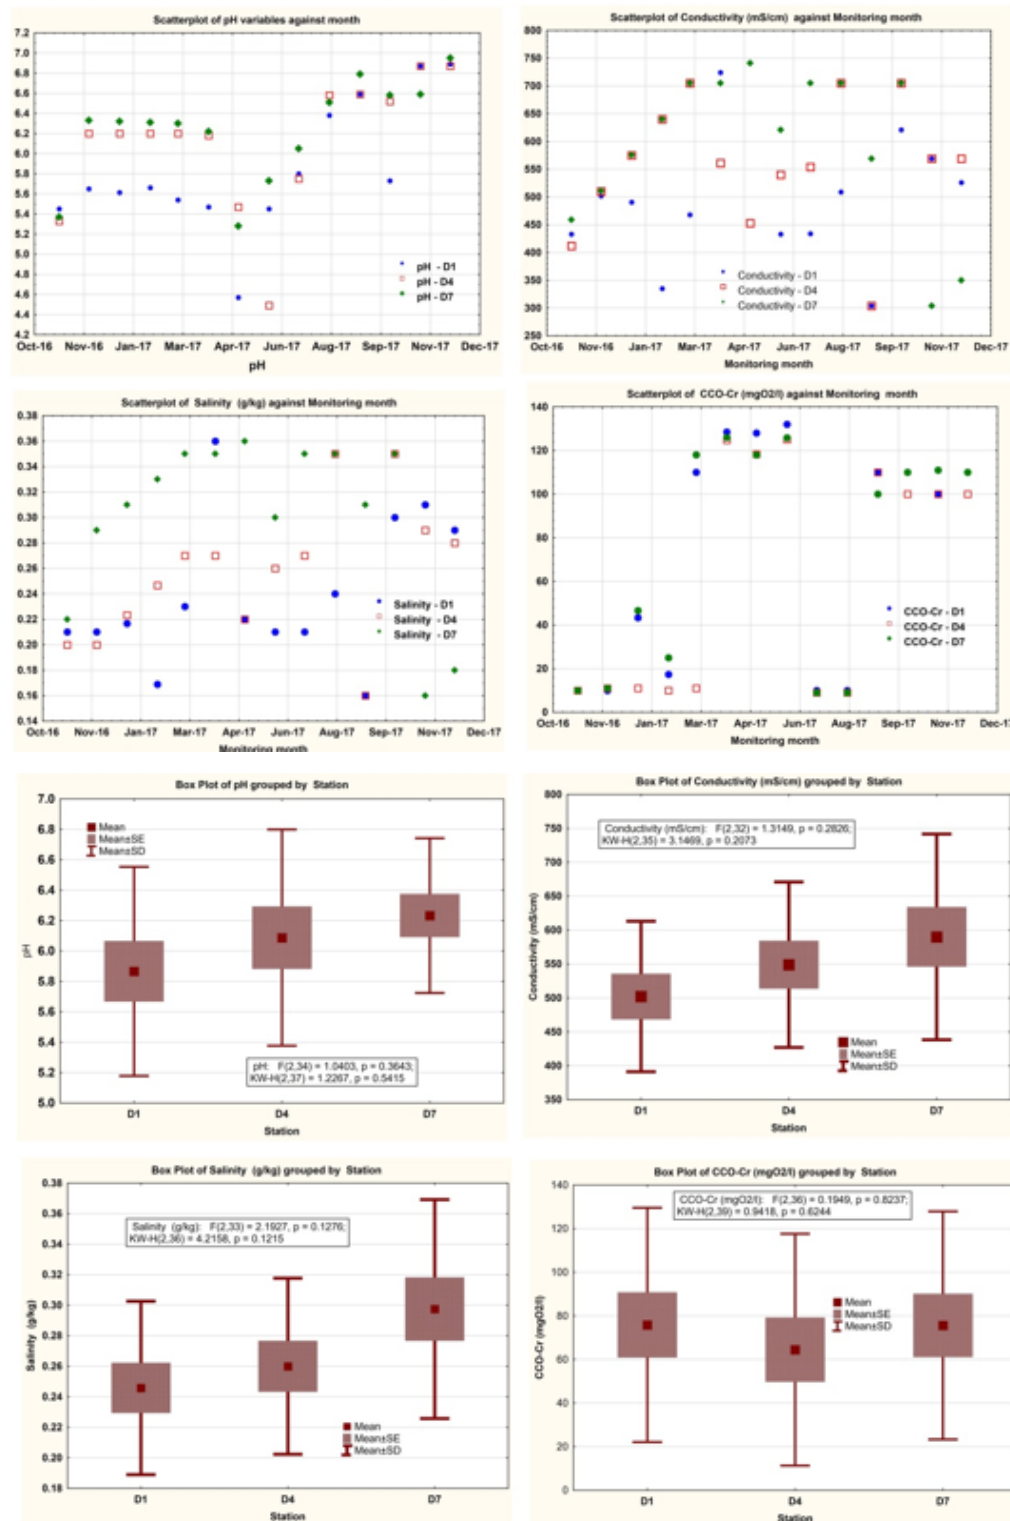 Scatterplot of pH variables against month
7.2
7.0
6.8
6.6
6.4
6.2
6.0
5.8
5.6
5.4
5.2
5.0
4.8
4.6
4.4
4.2
pH - D1
pH - D4
pH - D7
Oct-16 Nov-16 Jan-17 Mar-17 Apr-17 Jun-17 Aug-17 Sep-17 Nov-17 Dec-17
pH
Scatterplot of Conductivity (mS/cm) against Monitoring month
800
750
700
650
600
550
500
450
400
350
300
250
Conductivity - D1
Conductivity - D4
Conductivity - D7
Oct-16 Nov-16 Jan-17 Mar-17 Apr-17 Jun-17 Aug-17 Sep-17 Nov-17 Dec-17
Monitoring month
Scatterplot of Salinity (g/kg) against Monitoring month
0.38
0.36
0.34
0.32
0.30
0.28
0.26
0.24
0.22
0.20
0.18
0.16
0.14
Salinity - D1
Salinity - D4
Salinity - D7
Oct-16 Nov-16 Jan-17 Mar-17 Apr-17 Jun-17 Aug-17 Sep-17 Nov-17 Dec-17
Monitoring month
Scatterplot of CCO-Cr (mgO2/l) against Monitoring month
140
120
100
80
60
40
20
0
CCO-Cr - D1
CCO-Cr - D4
CCO-Cr - D7
Oct-16 Nov-16 Jan-17 Mar-17 Apr-17 Jun-17 Aug-17 Sep-17 Nov-17 Dec-17
Monitoring month
Box Plot of pH grouped by Station
7.0
6.8
6.6
6.4
6.2
6.0
5.8
5.6
5.4
5.2
5.0
pH
Mean
Mean±SE
Mean±SD
pH: F(2,34) = 1.0403, p = 0.3643;
KW-H(2,37) = 1.2267, p = 0.5415
D1 D4 D7
Station
Box Plot of Conductivity (mS/cm) grouped by Station
800
750
700
650
600
550
500
450
400
350
Conductivity (mS/cm)
Conductivity (mS/cm): F(2,32) = 1.3149, p = 0.2826;
KW-H(2,35) = 3.1469, p = 0.2073
Mean
Mean±SE
Mean±SD
D1 D4 D7
Station
Box Plot of Salinity (g/kg) grouped by Station
0.38
0.36
0.34
0.32
0.30
0.28
0.26
0.24
0.22
0.20
0.18
Salinity (g/kg)
Salinity (g/kg): F(2,33) = 2.1927, p = 0.1276;
KW-H(2,36) = 4.2158, p = 0.1215
Mean
Mean±SE
Mean±SD
D1 D4 D7
Station
Box Plot of CCO-Cr (mgO2/l) grouped by Station
140
120
100
80
60
40
20
0
CCO-Cr (mgO2/l)
CCO-Cr (mgO2/l): F(2,36) = 0.1949, p = 0.8237;
KW-H(2,39) = 0.9418, p = 0.6244
Mean
Mean±SE
Mean±SD
D1 D4 D7
Station